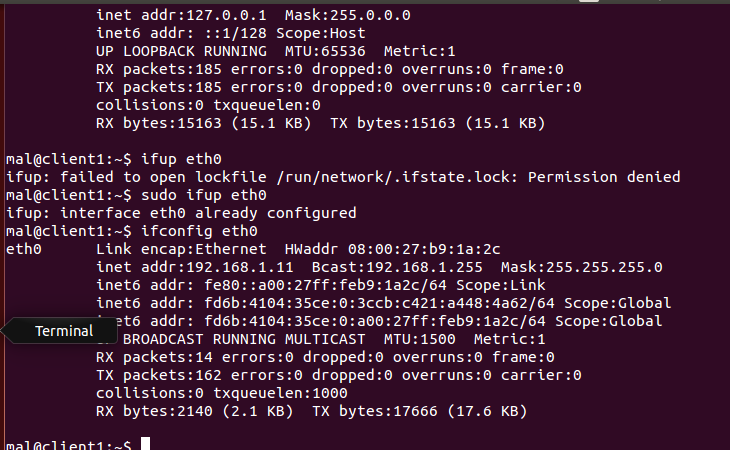 inet addr:127.0.0.1  Mask:255.0.0.0
inet6 addr: ::1/128 Scope:Host
UP LOOPBACK RUNNING  MTU:65536  Metric:1
RX packets:185 errors:0 dropped:0 overruns:0 frame:0
TX packets:185 errors:0 dropped:0 overruns:0 carrier:0
collisions:0 txqueuelen:0
RX bytes:15163 (15.1 KB)  TX bytes:15163 (15.1 KB)
mal@client1:~$ ifup eth0
ifup: failed to open lockfile /run/network/.ifstate.lock: Permission denied
mal@client1:~$ sudo ifup eth0
ifup: interface eth0 already configured
mal@client1:~$ ifconfig eth0
eth0      Link encap:Ethernet  HWaddr 08:00:27:b9:1a:2c
inet addr:192.168.1.11  Bcast:192.168.1.255  Mask:255.255.255.0
inet6 addr: fe80::a00:27ff:feb9:1a2c/64 Scope:Link
inet6 addr: fd6b:4104:35ce:0:3ccb:c421:a448:4a62/64 Scope:Global
et6 addr: fd6b:4104:35ce:0:a00:27ff:feb9:1a2c/64 Scope:Global
Terminal
BROADCAST RUNNING MULTICAST  MTU:1500  Metric:1
RX packets:14 errors:0 dropped:0 overruns:0 frame:0
TX packets:162 errors:0 dropped:0 overruns:0 carrier:0
collisions:0 txqueuelen:1000
RX bytes:2140 (2.1 KB)  TX bytes:17666 (17.6 KB)
mal@client1:~$